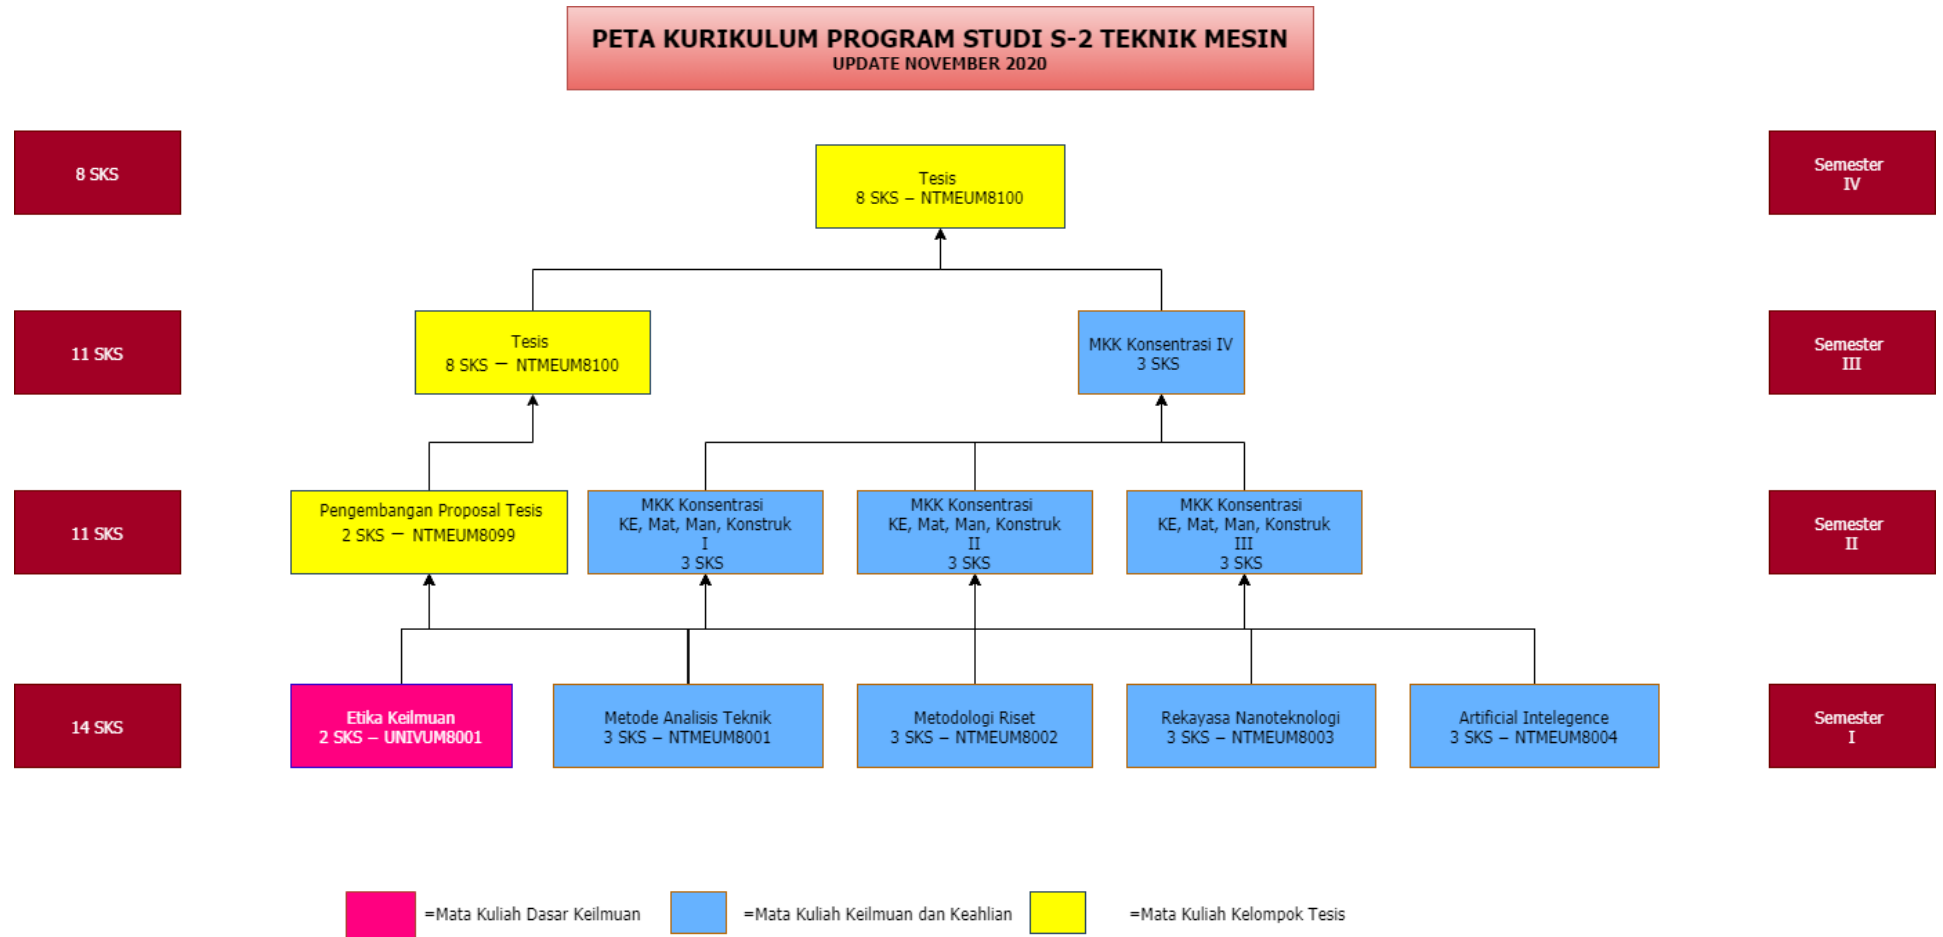 PETA KURIKULUM PROGRAM STUDI S-2 TEKNIK MESIN
UPDATE NOVEMBER 2020
8 SKS
Tesis
8 SKS – NTMEUM8100
Semester
IV
11 SKS
Tesis
8 SKS – NTMEUM8100
MKK Konsentrasi IV
3 SKS
Semester
III
11 SKS
Pengembangan Proposal Tesis
2 SKS – NTMEUM8099
MKK Konsentrasi
KE, Mat, Man, Konstruk
I
3 SKS
MKK Konsentrasi
KE, Mat, Man, Konstruk
II
3 SKS
MKK Konsentrasi
KE, Mat, Man, Konstruk
III
3 SKS
Semester
II
14 SKS
Etika Keilmuan
2 SKS – UNIVUM8001
Metode Analisis Teknik
3 SKS – NTMEUM8001
Metodologi Riset
3 SKS – NTMEUM8002
Rekayasa Nanoteknologi
3 SKS – NTMEUM8003
Artificial Intelegence
3 SKS – NTMEUM8004
Semester
I
=Mata Kuliah Dasar Keilmuan
=Mata Kuliah Keilmuan dan Keahlian
=Mata Kuliah Kelompok Tesis